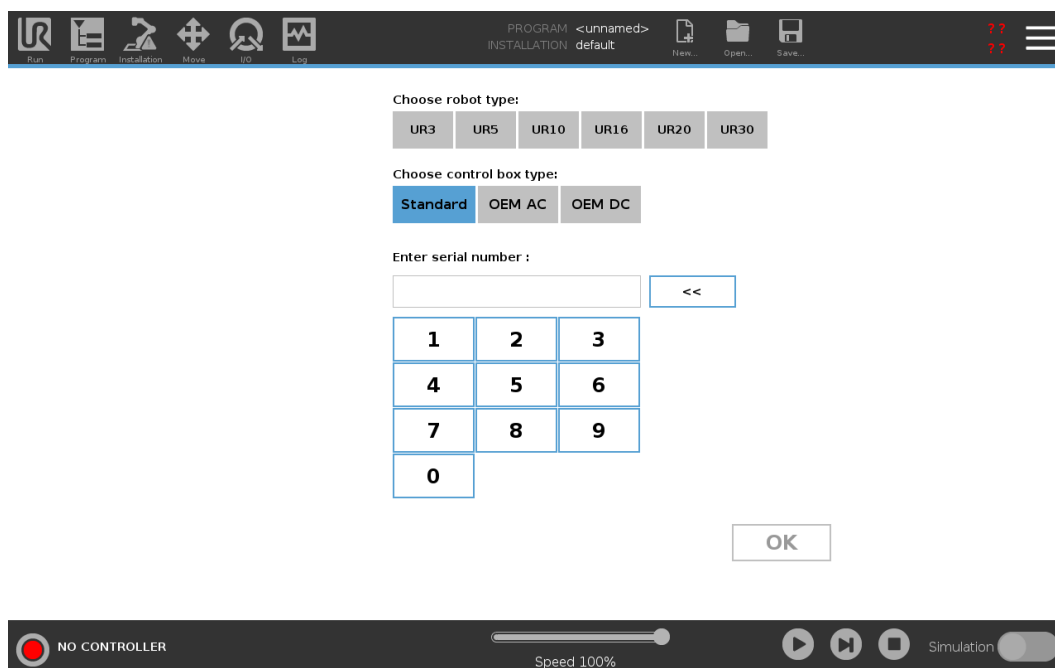 PROGRAM <unnamed>
INSTALLATION default
Run Program Installation Move I/O Log New... Open... Save...
? ?
? ?
Choose robot type:
UR3 UR5 UR10 UR16 UR20 UR30
Choose control box type:
Standard OEM AC OEM DC
Enter serial number :
<<
1 2 3
4 5 6
7 8 9
0
OK
NO CONTROLLER
Speed 100%
Simulation